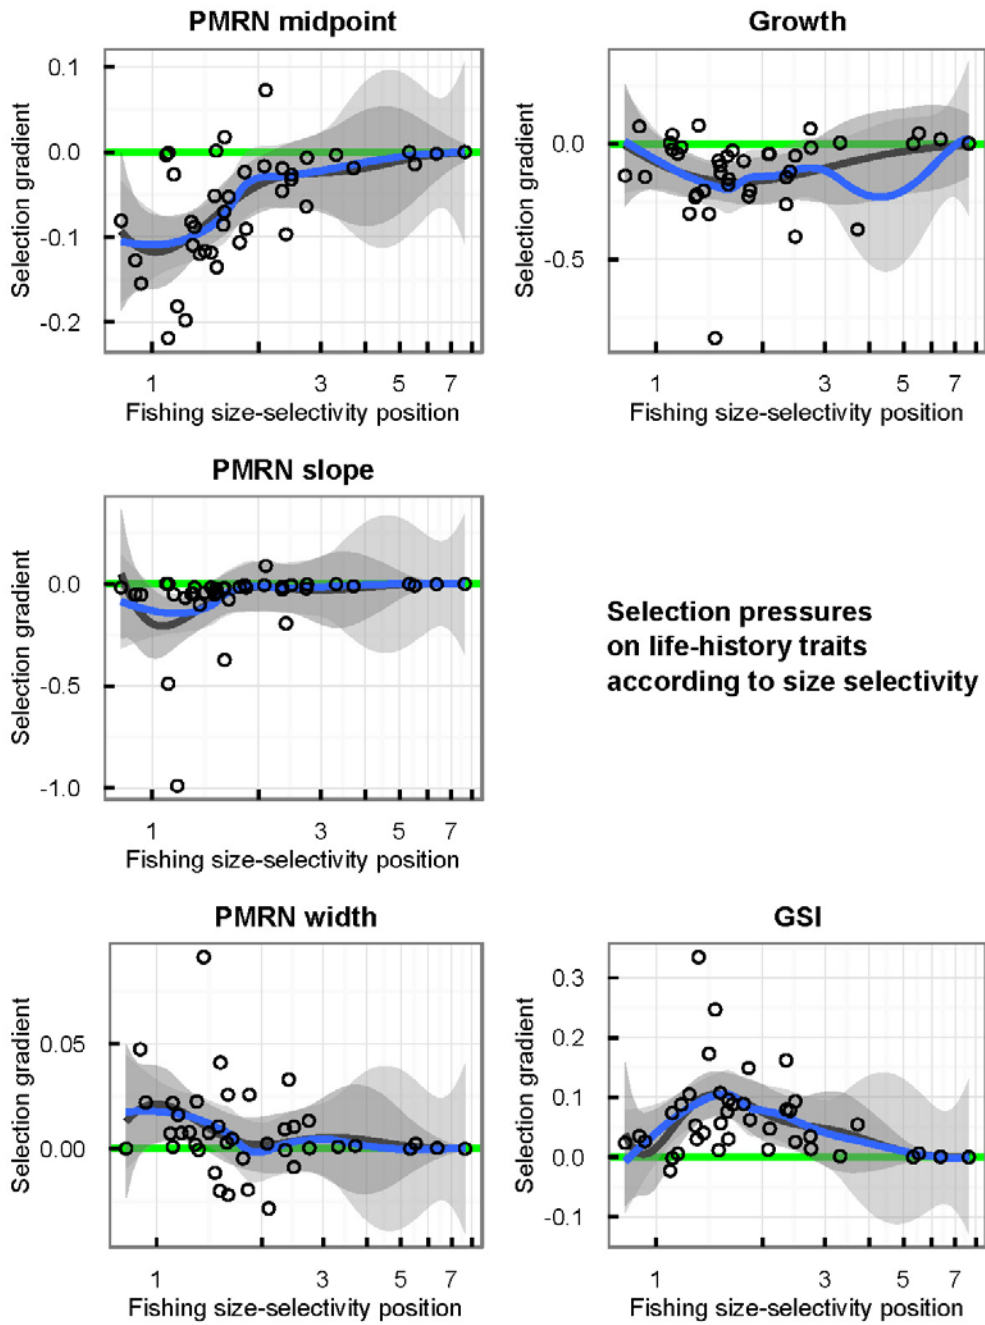 PMRN midpoint
Selection gradient
0.1
0.0
-0.1
-0.2
1 3 5 7
Fishing size-selectivity position
Growth
Selection gradient
0.0
-0.5
1 3 5 7
Fishing size-selectivity position
PMRN slope
Selection gradient
0.0
-0.5
-1.0
1 3 5 7
Fishing size-selectivity position
Selection pressures
on life-history traits
according to size selectivity
PMRN width
Selection gradient
0.05
0.00
1 3 5 7
Fishing size-selectivity position
GSI
Selection gradient
0.3
0.2
0.1
0.0
-0.1
1 3 5 7
Fishing size-selectivity position